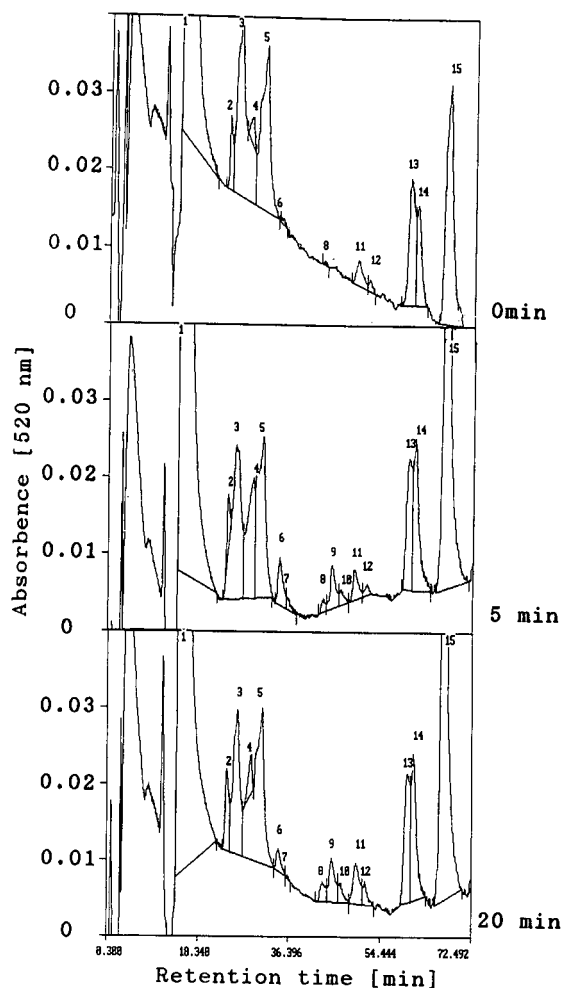 1 2 3 4 5 6 8 11 12 13 14 15
0.03
0.02
0.01
0
0min
1 2 3 4 5 6 7 8 9 10 11 12 13 14 15
0.03
0.02
0.01
0
5 min
1 2 3 4 5 6 7 8 9 10 11 12 13 14 15
0.03
0.02
0.01
0
20 min
Absorbence [520 nm]
0.300 18.348 36.396 54.444 72.492
Retention time [min]